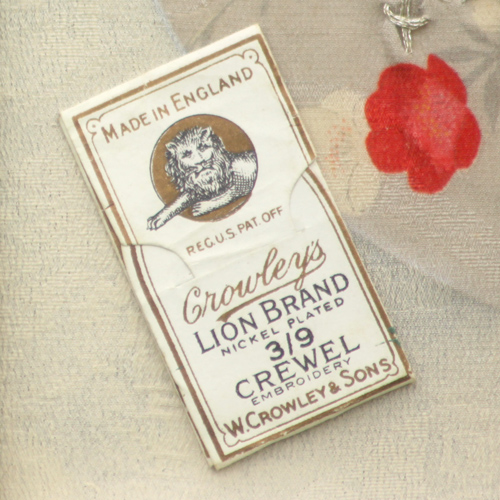 MADE IN ENGLAND
REG. U.S. PAT. OFF
Crowley's
LION BRAND
NICKEL PLATED
3/9
CREWEL
EMBROIDERY
W. CROWLEY & SONS